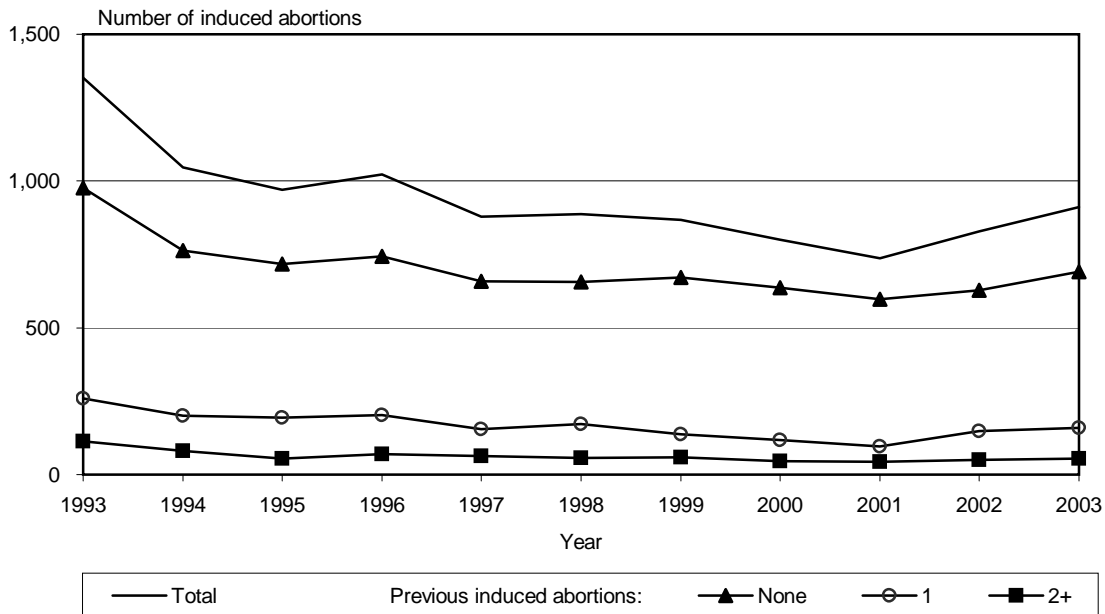 Number of induced abortions
1,500
1,000
500
0
1993 1994 1995 1996 1997 1998 1999 2000 2001 2002 2003
Year
Total Previous induced abortions: None 1 2+